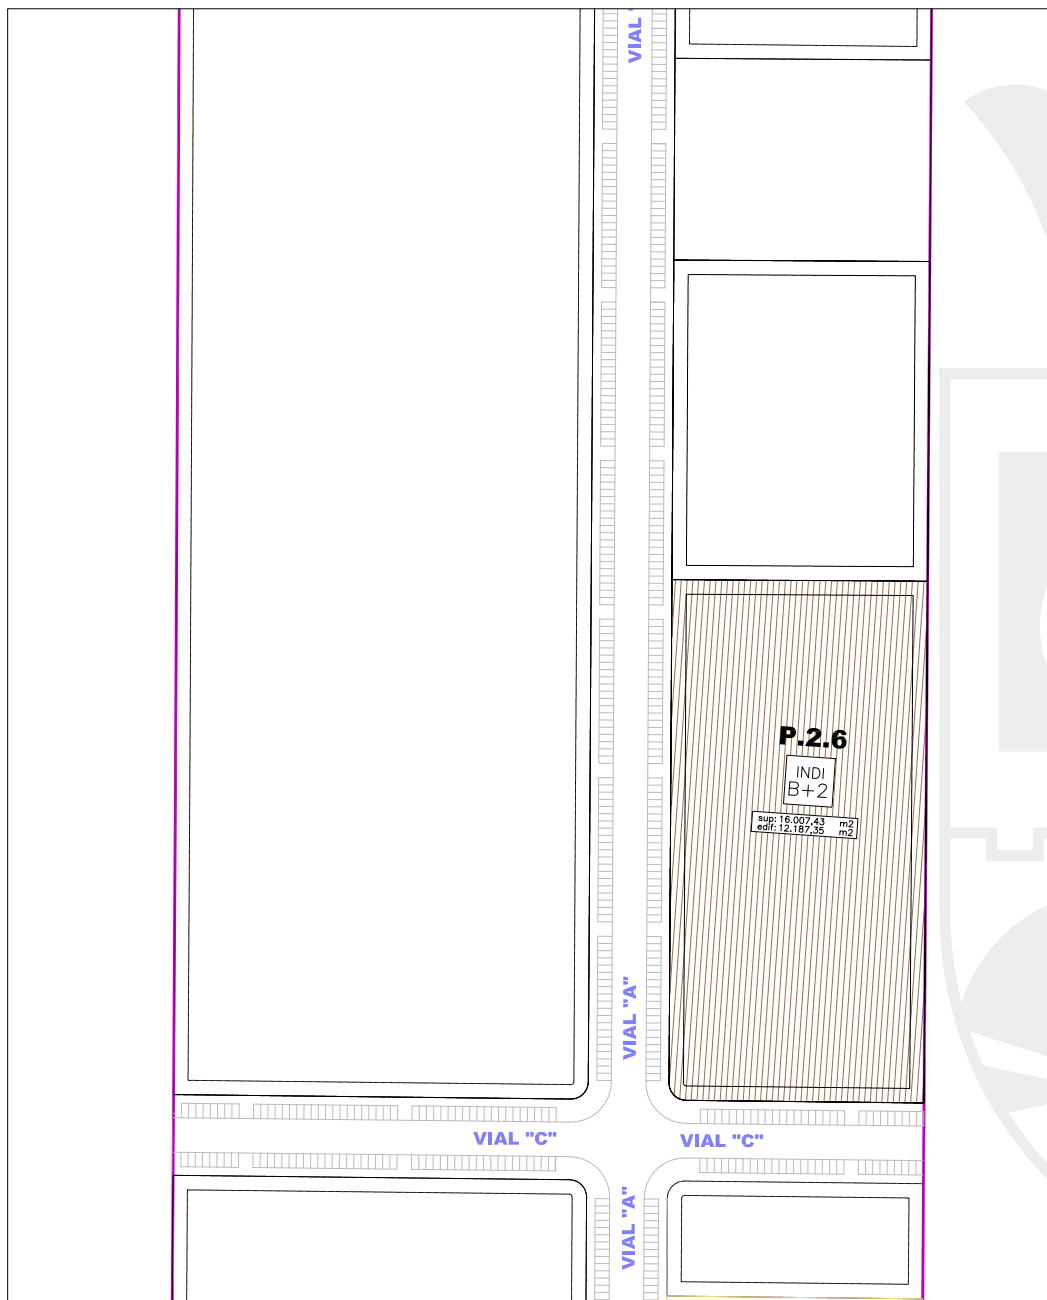 VIAL "
P.2.6
INDI
B+2
sup: 16.007,43 m2
edif: 12.187,35 m2
VIAL "A"
VIAL "C"
VIAL "C"
VIAL "A"